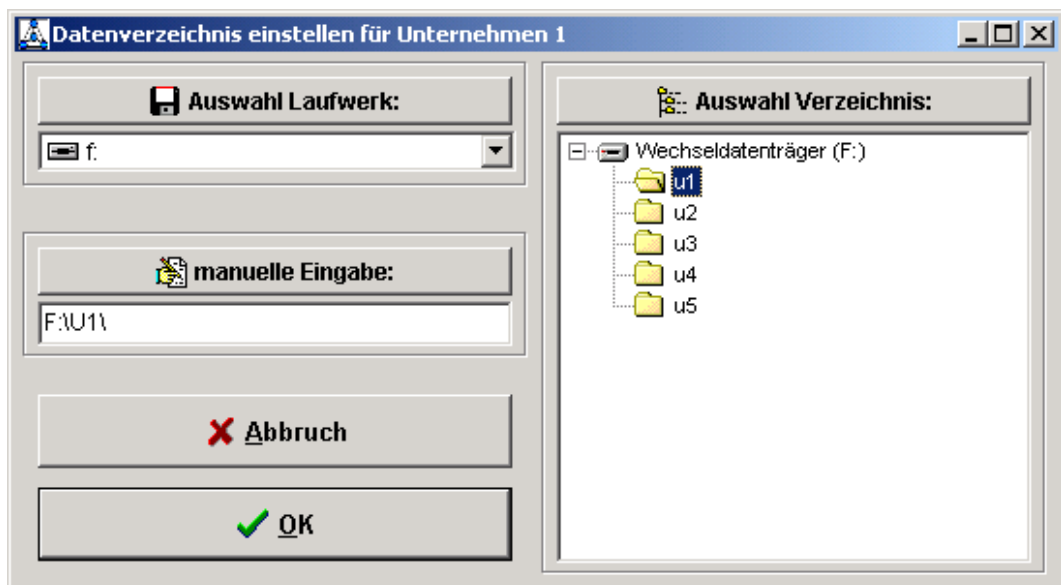 Datenverzeichnis einstellen für Unternehmen 1
Auswahl Laufwerk:
f:
manuelle Eingabe:
F:\U1\
Abbruch
OK
Auswahl Verzeichnis:
Wechseldatenträger (F:)
u1
u2
u3
u4
u5